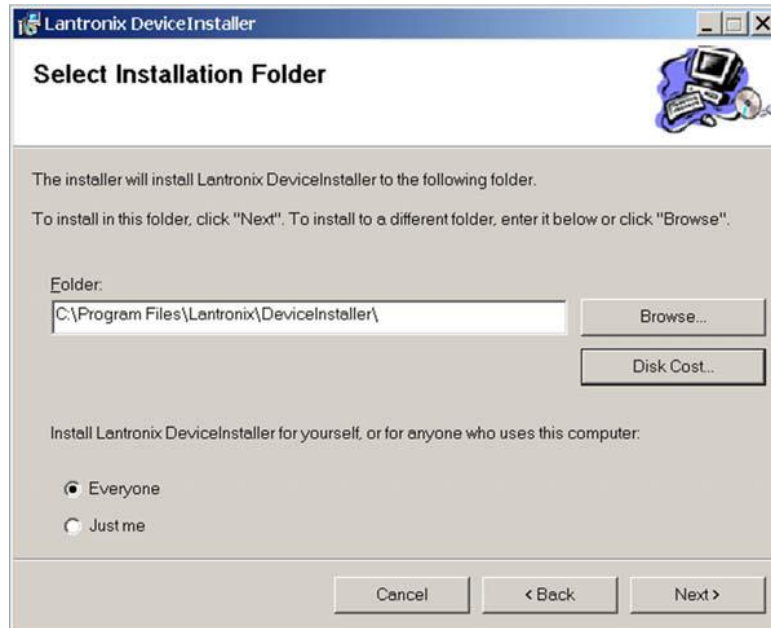 Lantronix DeviceInstaller
Select Installation Folder
The installer will install Lantronix DeviceInstaller to the following folder.
To install in this folder, click "Next". To install to a different folder, enter it below or click "Browse".
Folder:
C:\Program Files\Lantronix\DeviceInstaller\
Browse...
Disk Cost...
Install Lantronix DeviceInstaller for yourself, or for anyone who uses this computer:
Everyone
Just me
Cancel
< Back
Next >